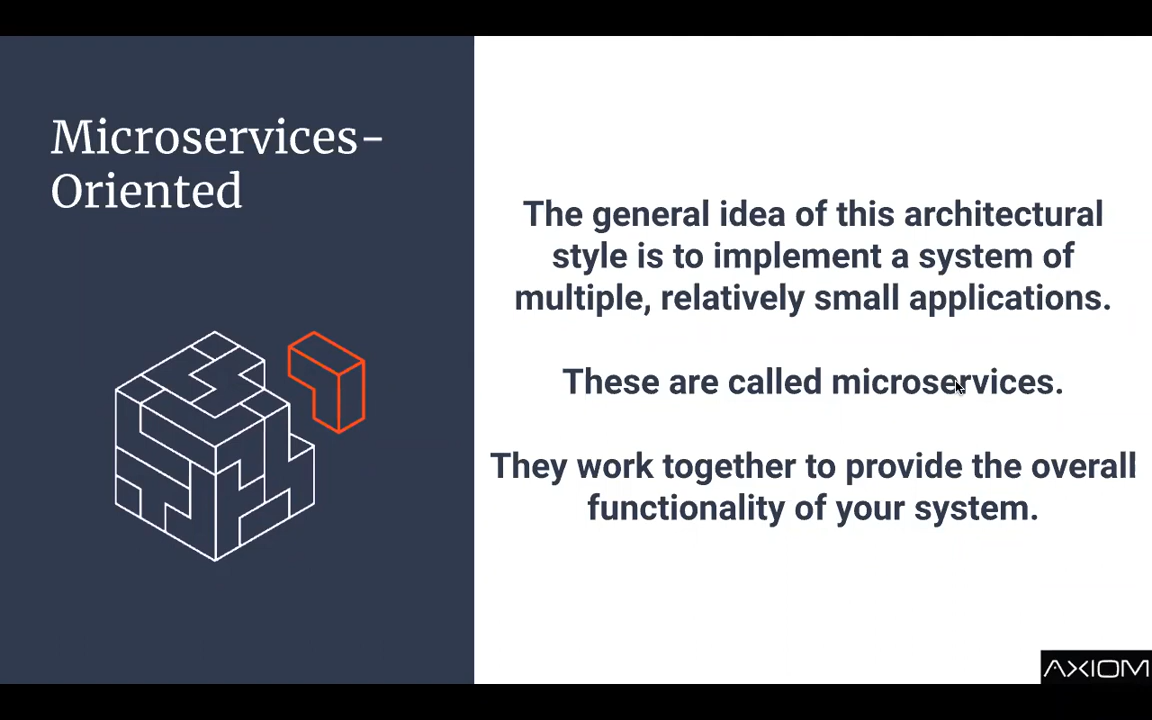 Microservices-
Oriented
The general idea of this architectural
style is to implement a system of
multiple, relatively small applications.
These are called microservices.
They work together to provide the overall
functionality of your system.
AXIOM